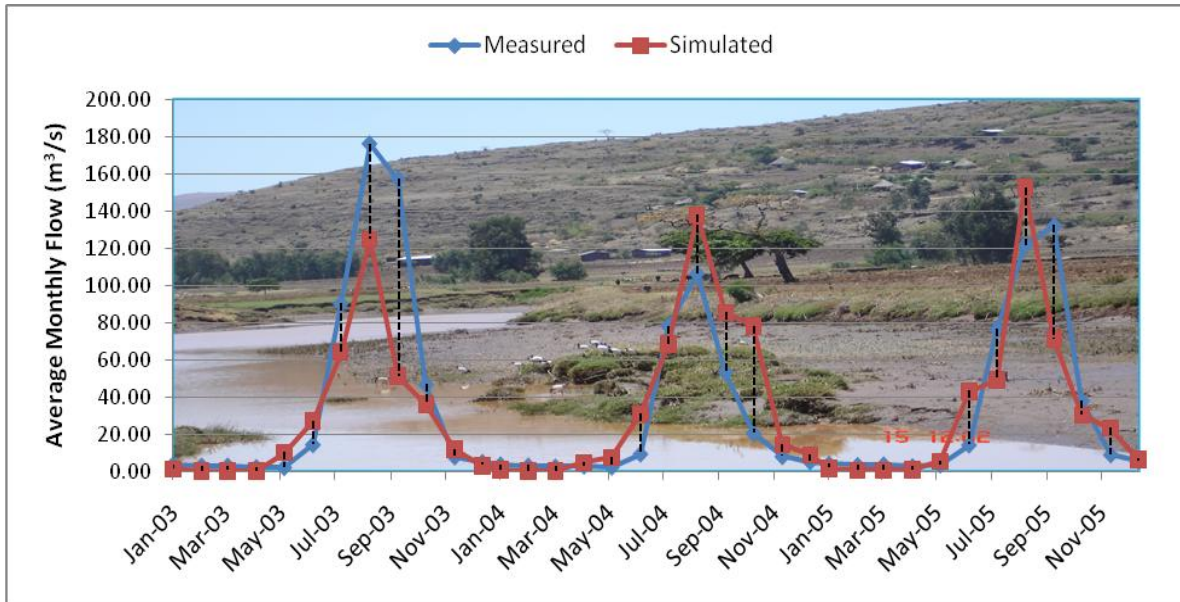 Measured
Simulated
Average Monthly Flow (m³/s)
200.00
180.00
160.00
140.00
120.00
100.00
80.00
60.00
40.00
20.00
0.00
Jan-03
Mar-03
May-03
Jul-03
Sep-03
Nov-03
Jan-04
Mar-04
May-04
Jul-04
Sep-04
Nov-04
Jan-05
Mar-05
May-05
Jul-05
Sep-05
Nov-05